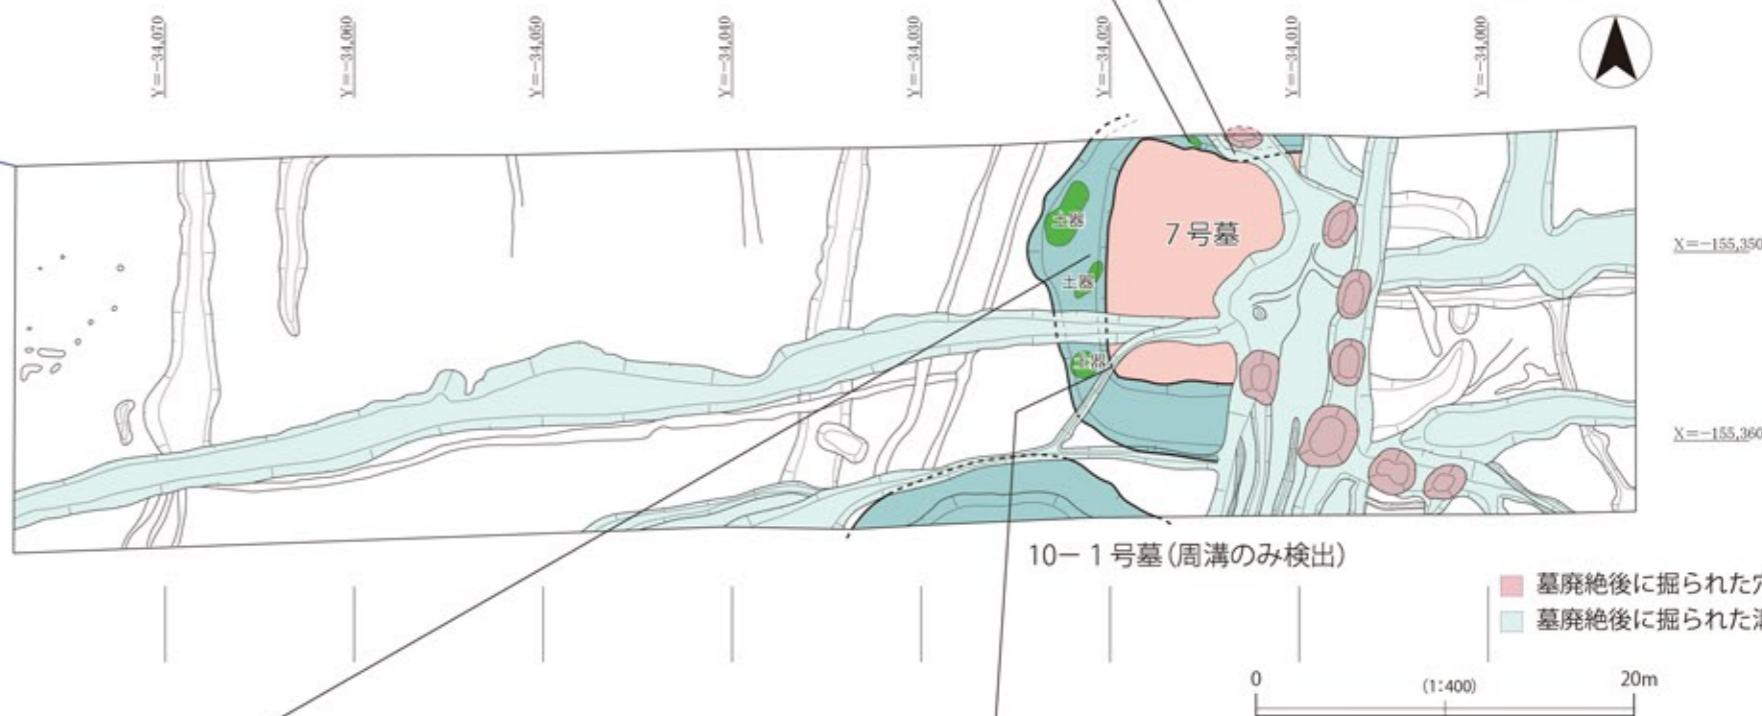 Y=-34,070
Y=-34,060
Y=-34,050
Y=-34,040
Y=-34,030
Y=-34,020
Y=-34,010
Y=-34,000
土器
7号墓
X=-155,350
土器
土器
X=-155,360
10-1号墓(周溝のみ検出)
墓廃絶後に掘られた穴
墓廃絶後に掘られた
0
(1:400)
20m